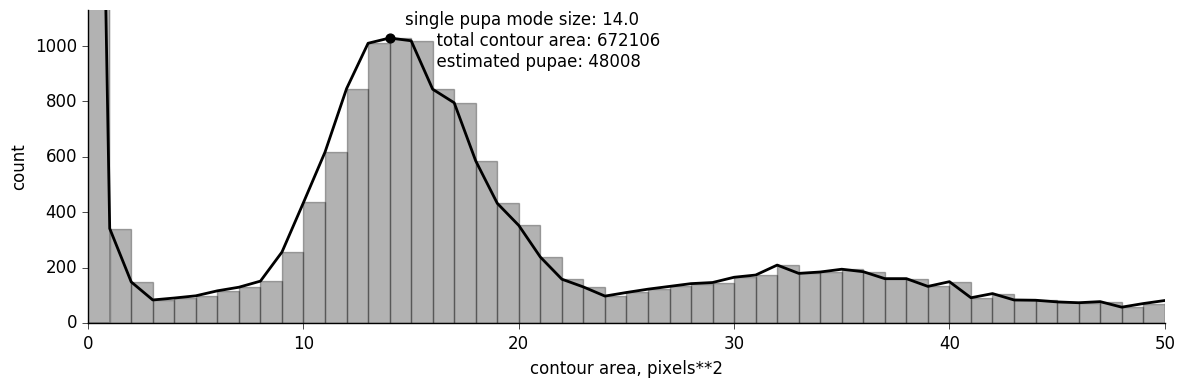 single pupa mode size: 14.0
total contour area: 672106
estimated pupae: 48008
1000
800
600
400
200
0
count
0 10 20 30 40 50
contour area, pixels**2